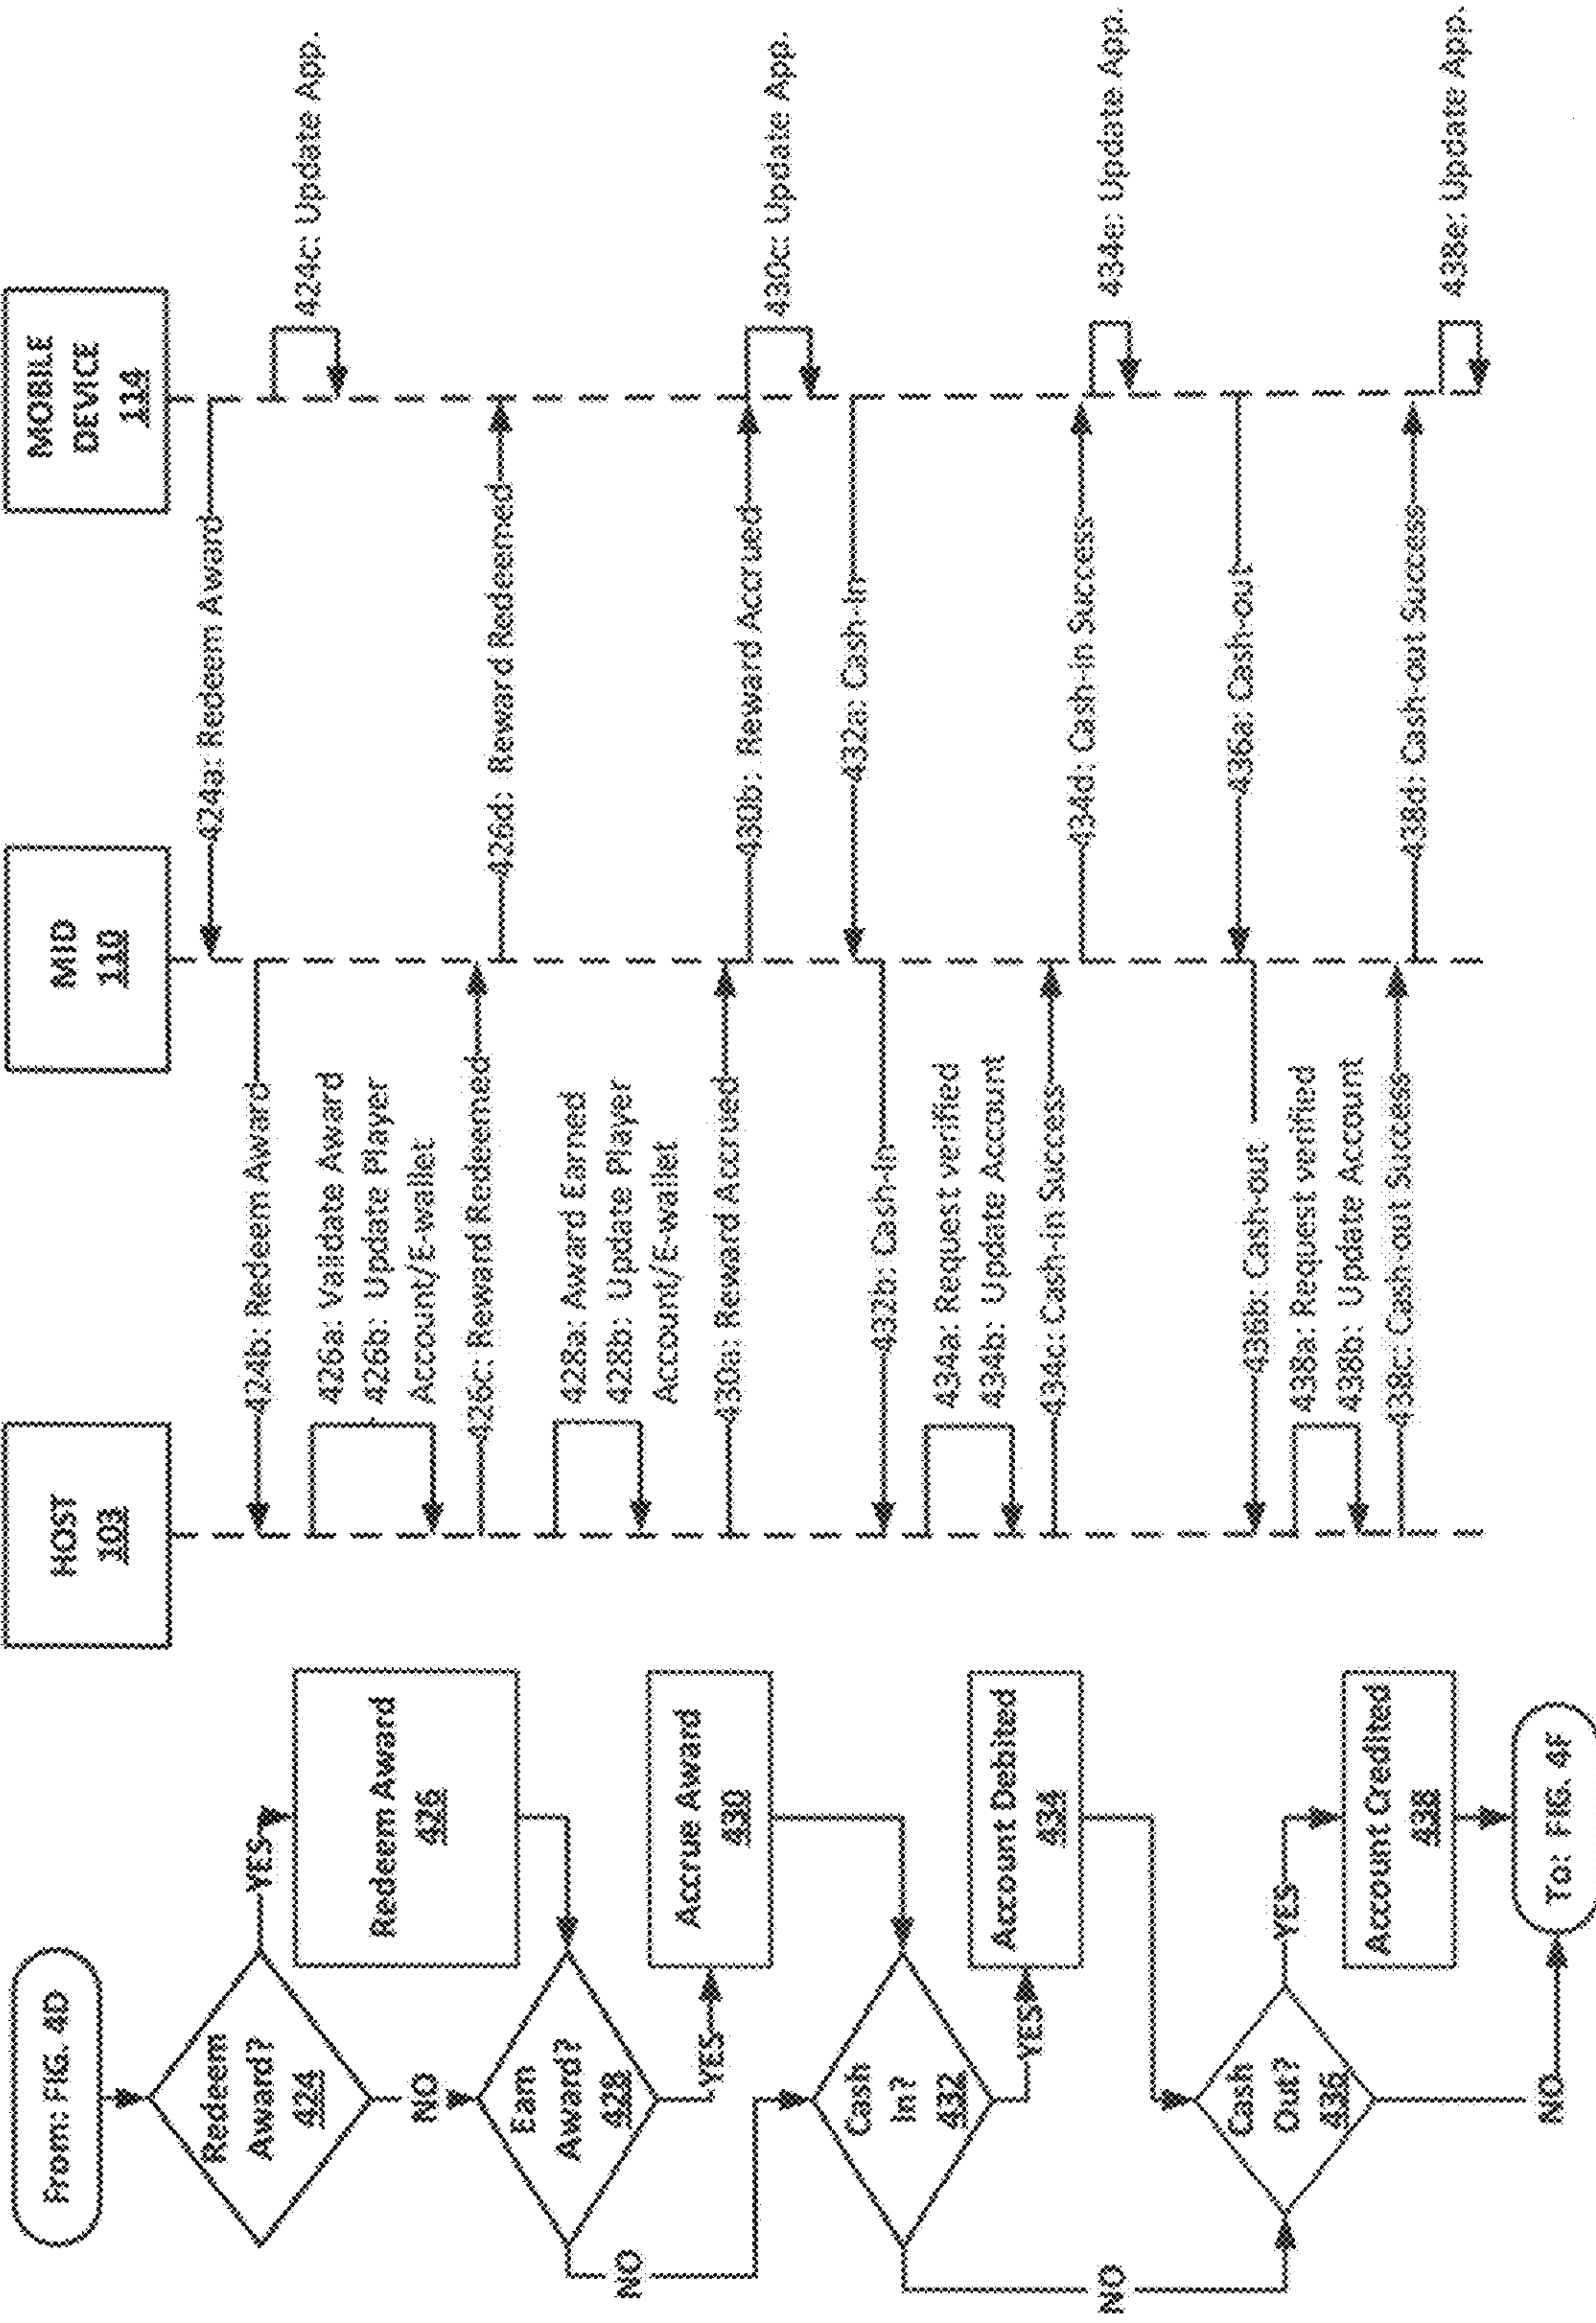 From: FIG. 4D
Redeem
Award?
424
YES
NO
Redeem Award
426
Earn
Award?
428
YES
NO
Accrue Award
430
Cash
In?
432
YES
NO
Account Debited
434
Cash
Out?
436
YES
NO
Account Credited
438
To: FIG. 4F
HOST
103
MID
110
MOBILE
DEVICE
114
424a: Redeem Award
424b: Redeem Award
424c: Update App.
426a: Validate Award
426b: Update Player
Account/E-wallet
426c: Reward Redeemed
426d: Reward Redeemed
428a: Award Earned
428b: Update Player
Account/E-wallet
430a: Reward Accrued
430b: Reward Accrued
430c: Update App.
432a: Cash-In
432b: Cash-In
434a: Request verified
434b: Update Account
434c: Cash-in Success
434d: Cash-in Success
434e: Update App.
436a: Cash-out
436b: Cash-out
438a: Request verified
438b: Update Account
438c: Cash-out Success
438d: Cash-out Success
438e: Update App.